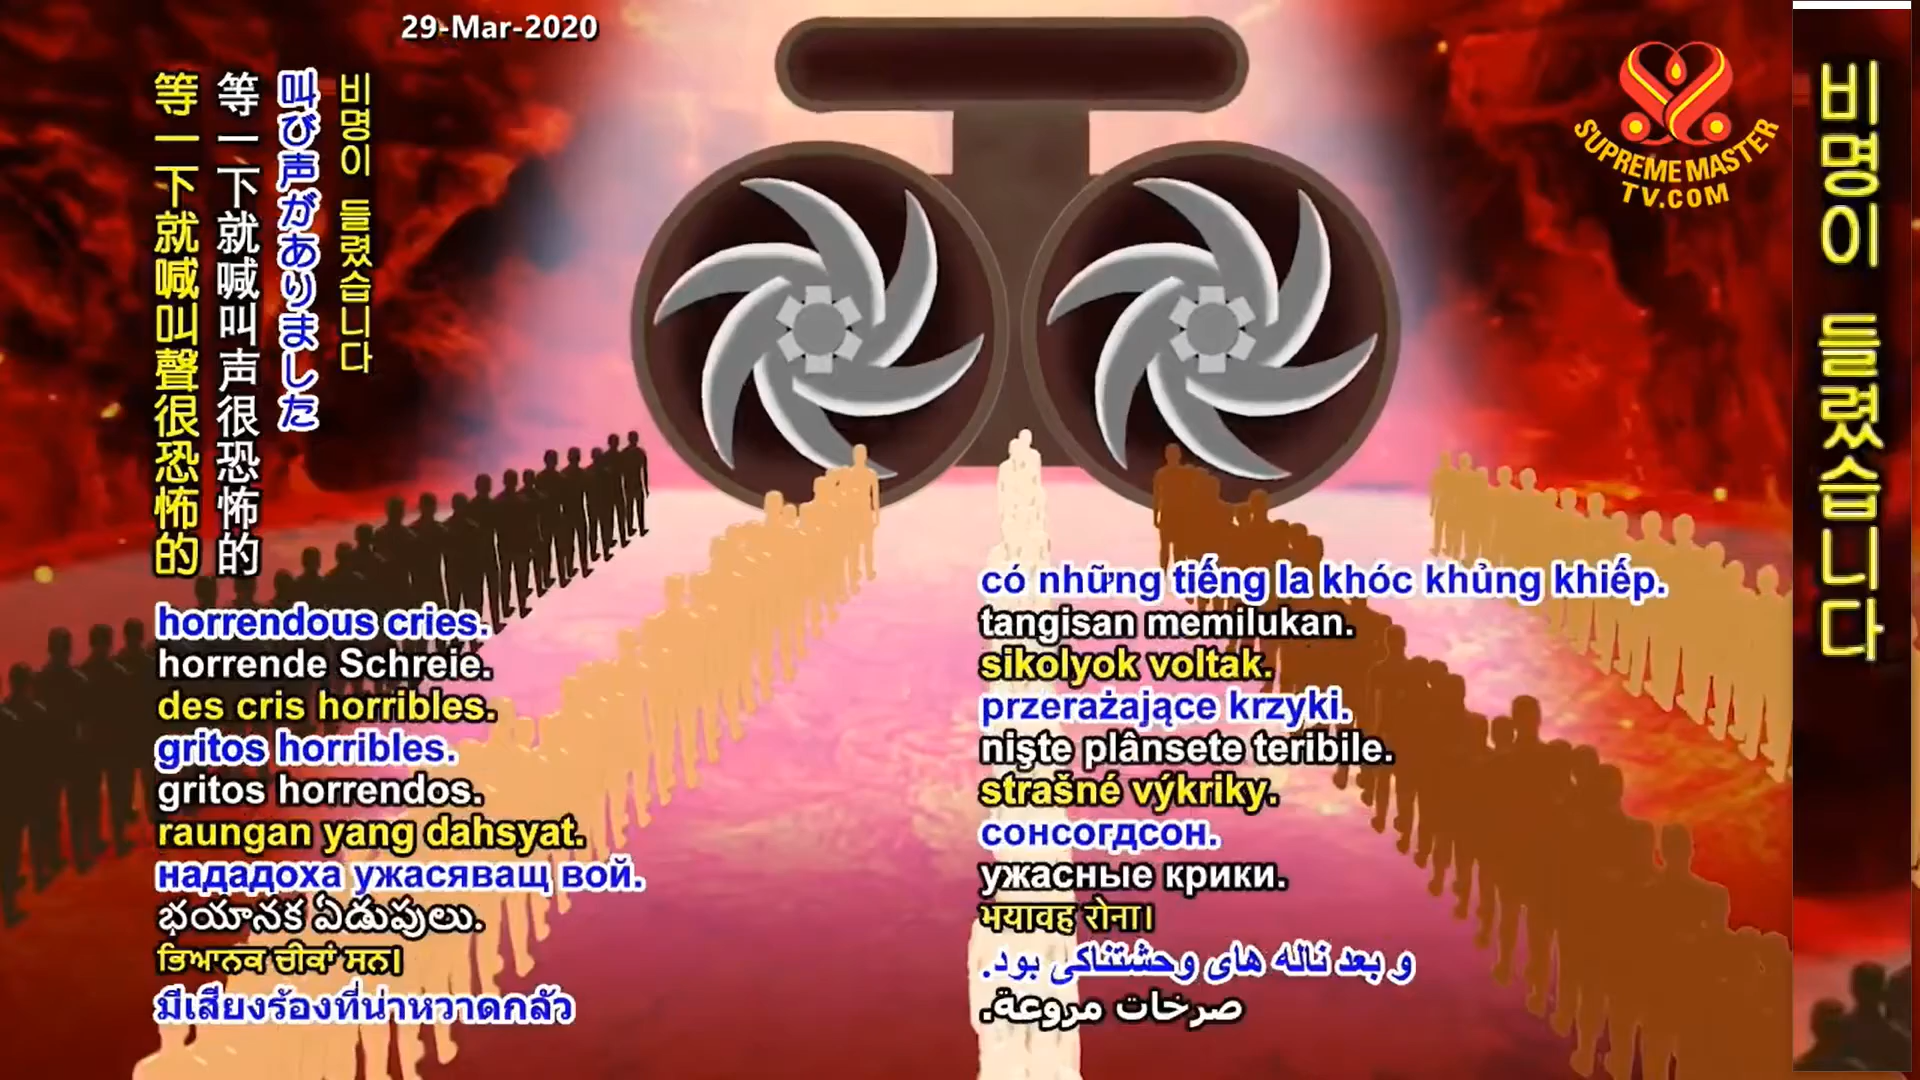 29-Mar-2020
SUPREME MASTER
TV.COM
비명이 들렸습니다
叫び声がありました
等一下就喊叫声很恐怖的
等一下就喊叫聲很恐怖的
horrendous cries.
horrende Schreie.
des cris horribles.
gritos horribles.
gritos horrendos.
raungan yang dahsyat.
нададоха ужасяващ вой.
భయానక ఏడుపులు.
ਭਿਆਨਕ ਚੀਕਾਂ ਸਨ।
มีเสียงร้องที่น่าหวาดกลัว
có những tiếng la khóc khủng khiếp.
tangisan memilukan.
sikolyok voltak.
przerażające krzyki.
nişte plânsete teribile.
strašné výkriky.
сонсогдсон.
ужасные крики.
भयावह रोना।
و بعد ناله های وحشتناکی بود.
صرخات مروعة.
비명이 들렸습니다